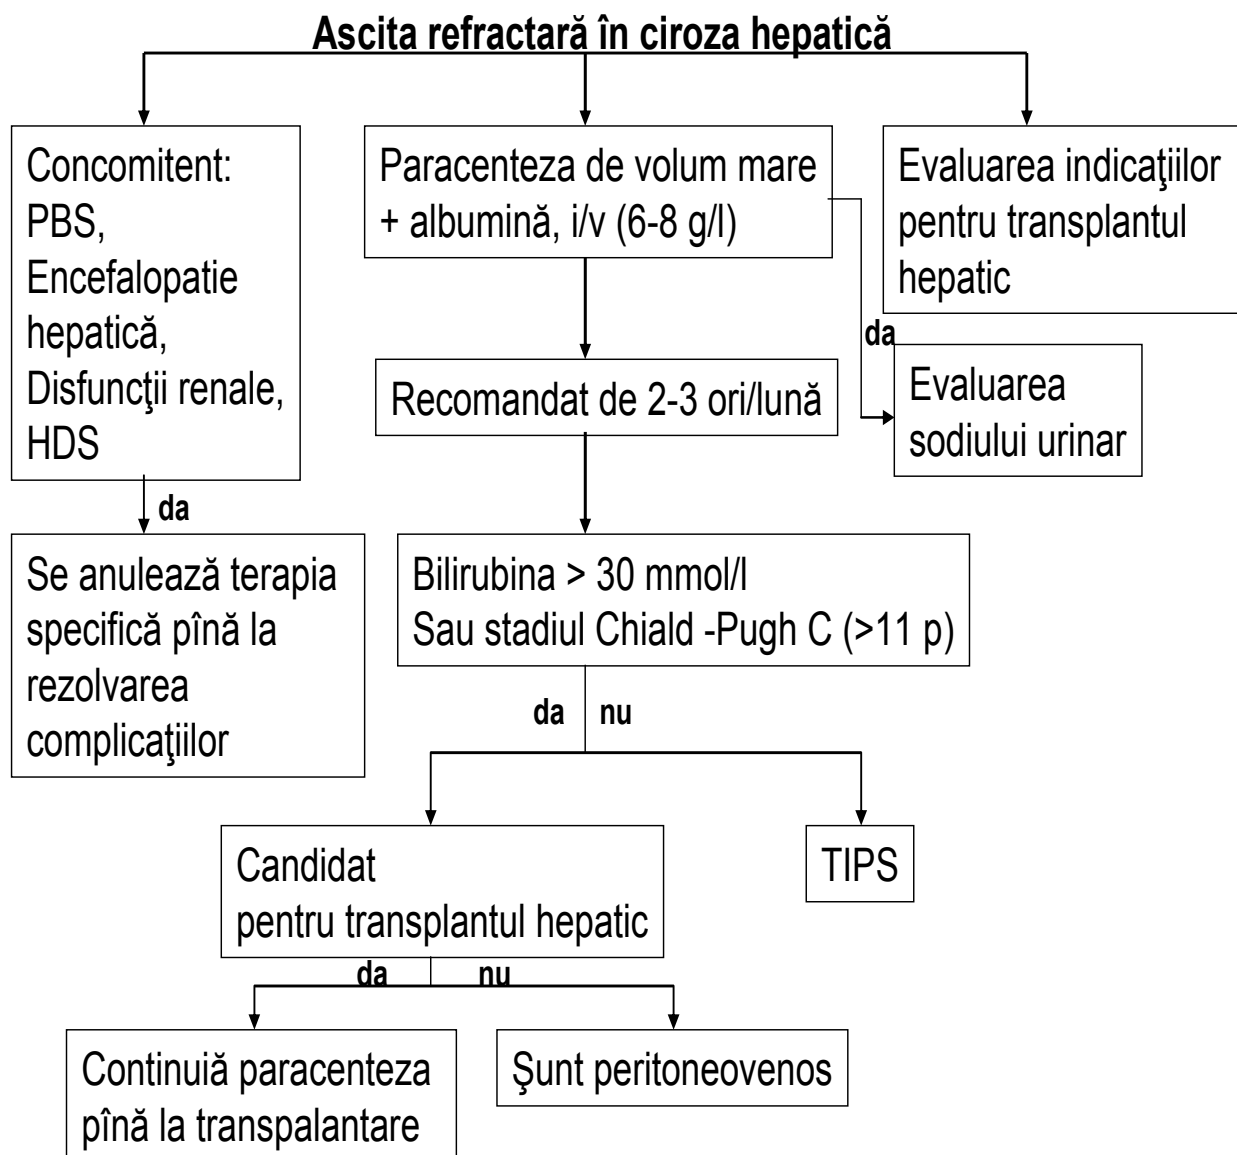 Ascita refractară în ciroza hepatică
Concomitent:
PBS,
Encefalopatie
hepatică,
Disfuncţii renale,
HDS
da
Se anulează terapia
specifică pînă la
rezolvarea
complicaţiilor
Paracenteza de volum mare
+ albumină, i/v (6-8 g/l)
Evaluarea indicaţiilor
pentru transplantul
hepatic
da
Evaluarea
sodiului urinar
Recomandat de 2-3 ori/lună
Bilirubina > 30 mmol/l
Sau stadiul Chiald -Pugh C (>11 p)
da nu
Candidat
pentru transplantul hepatic
TIPS
da nu
Continuiă paracenteza
pînă la transpalantare
Şunt peritoneovenos